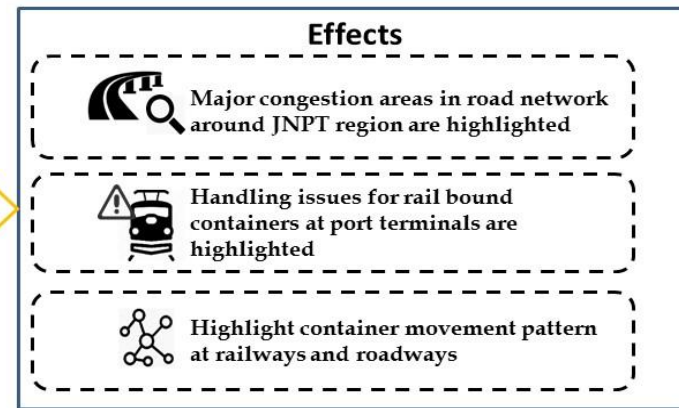 Effects
Major congestion areas in road network
around JNPT region are highlighted
Handling issues for rail bound
containers at port terminals are
highlighted
Highlight container movement pattern
at railways and roadways